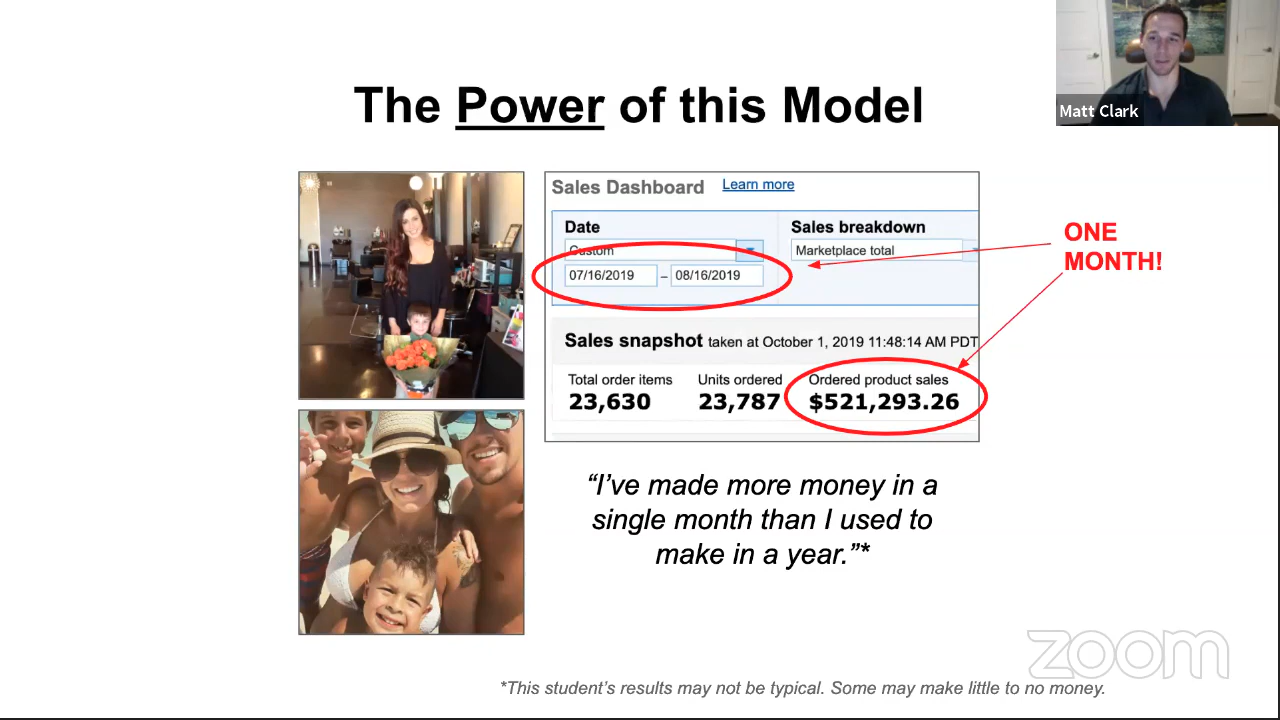 Matt Clark
The Power of this Model
Sales Dashboard Learn more
Date
Custom
07/16/2019 – 08/16/2019
Sales breakdown
Marketplace total
ONE
MONTH!
Sales snapshot taken at October 1, 2019 11:48:14 AM PDT
Total order items
23,630
Units ordered
23,787
Ordered product sales
$521,293.26
“I’ve made more money in a
single month than I used to
make in a year.”*
zoom
*This student’s results may not be typical. Some may make little to no money.